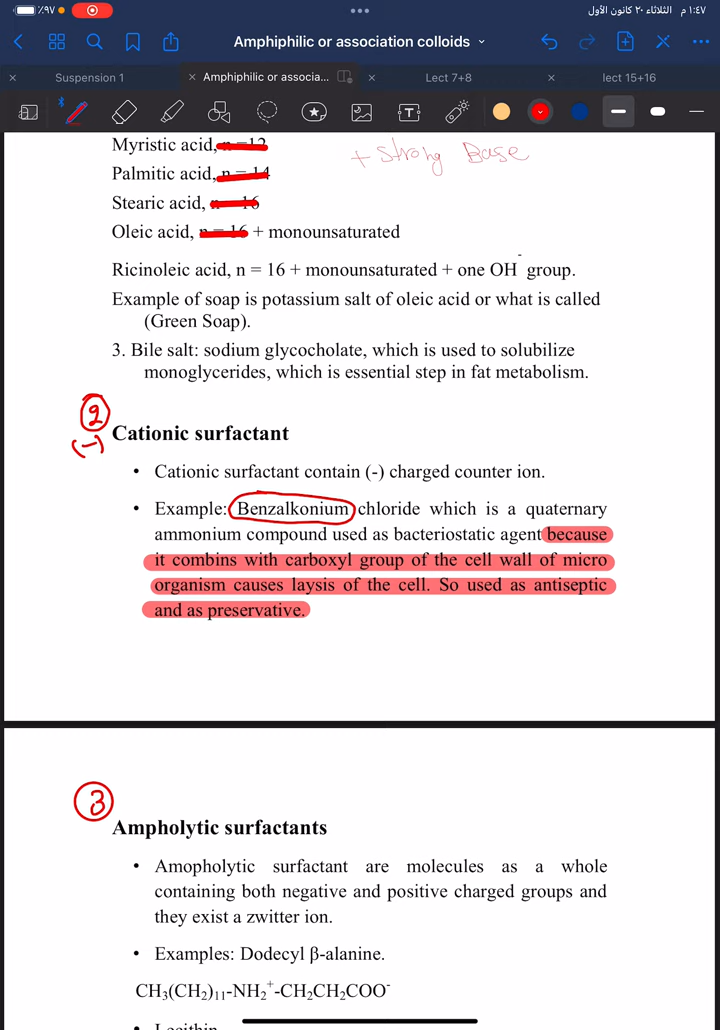 ٪٩٧
١:٤٧ م الثلاثاء ٣٠ كانون الأول
Amphiphilic or association colloids
Suspension 1
Amphiphilic or associa...
Lect 7+8
lect 15+16
Myristic acid, n =12
+ Strong Base
Palmitic acid, n = 14
Stearic acid, = 16
Oleic acid, n = 16 + monounsaturated
Ricinoleic acid, n = 16 + monounsaturated + one OH⁻ group.
Example of soap is potassium salt of oleic acid or what is called
(Green Soap).
3. Bile salt: sodium glycocholate, which is used to solubilize
monoglycerides, which is essential step in fat metabolism.
2
(-)
Cationic surfactant
• Cationic surfactant contain (-) charged counter ion.
• Example: Benzalkonium chloride which is a quaternary
ammonium compound used as bacteriostatic agent because
it combins with carboxyl group of the cell wall of micro
organism causes laysis of the cell. So used as antiseptic
and as preservative.
3
Ampholytic surfactants
• Amopholytic surfactant are molecules as a whole
containing both negative and positive charged groups and
they exist a zwitter ion.
• Examples: Dodecyl β-alanine.
CH₃(CH₂)₁₁-NH₂⁺-CH₂CH₂COO⁻
• Lecithin